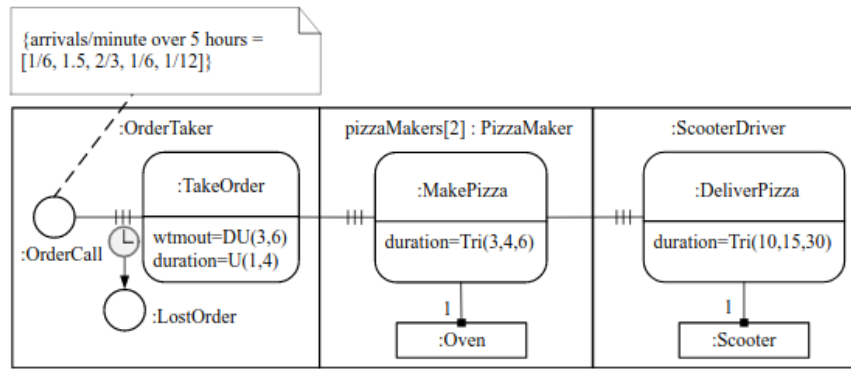 {arrivals/minute over 5 hours =
[1/6, 1.5, 2/3, 1/6, 1/12]}
:OrderTaker
pizzaMakers[2] : PizzaMaker
:ScooterDriver
:TakeOrder
:MakePizza
:DeliverPizza
wtmout=DU(3,6)
duration=U(1,4)
duration=Tri(3,4,6)
duration=Tri(10,15,30)
:OrderCall
:LostOrder
1
1
:Oven
:Scooter